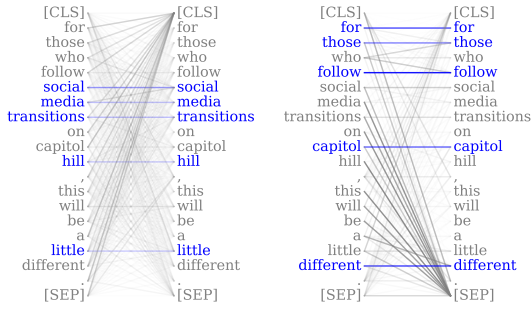 [CLS] [CLS] [CLS] [CLS]
for for for for
those those those those
who who who who
follow follow follow follow
social social social social
media media media media
transitions transitions transitions transitions
on on on on
capitol capitol capitol capitol
hill hill hill hill
, , , ,
this this this this
will will will will
be be be be
a a a a
little little little little
different different different different
. . . .
[SEP] [SEP] [SEP] [SEP]